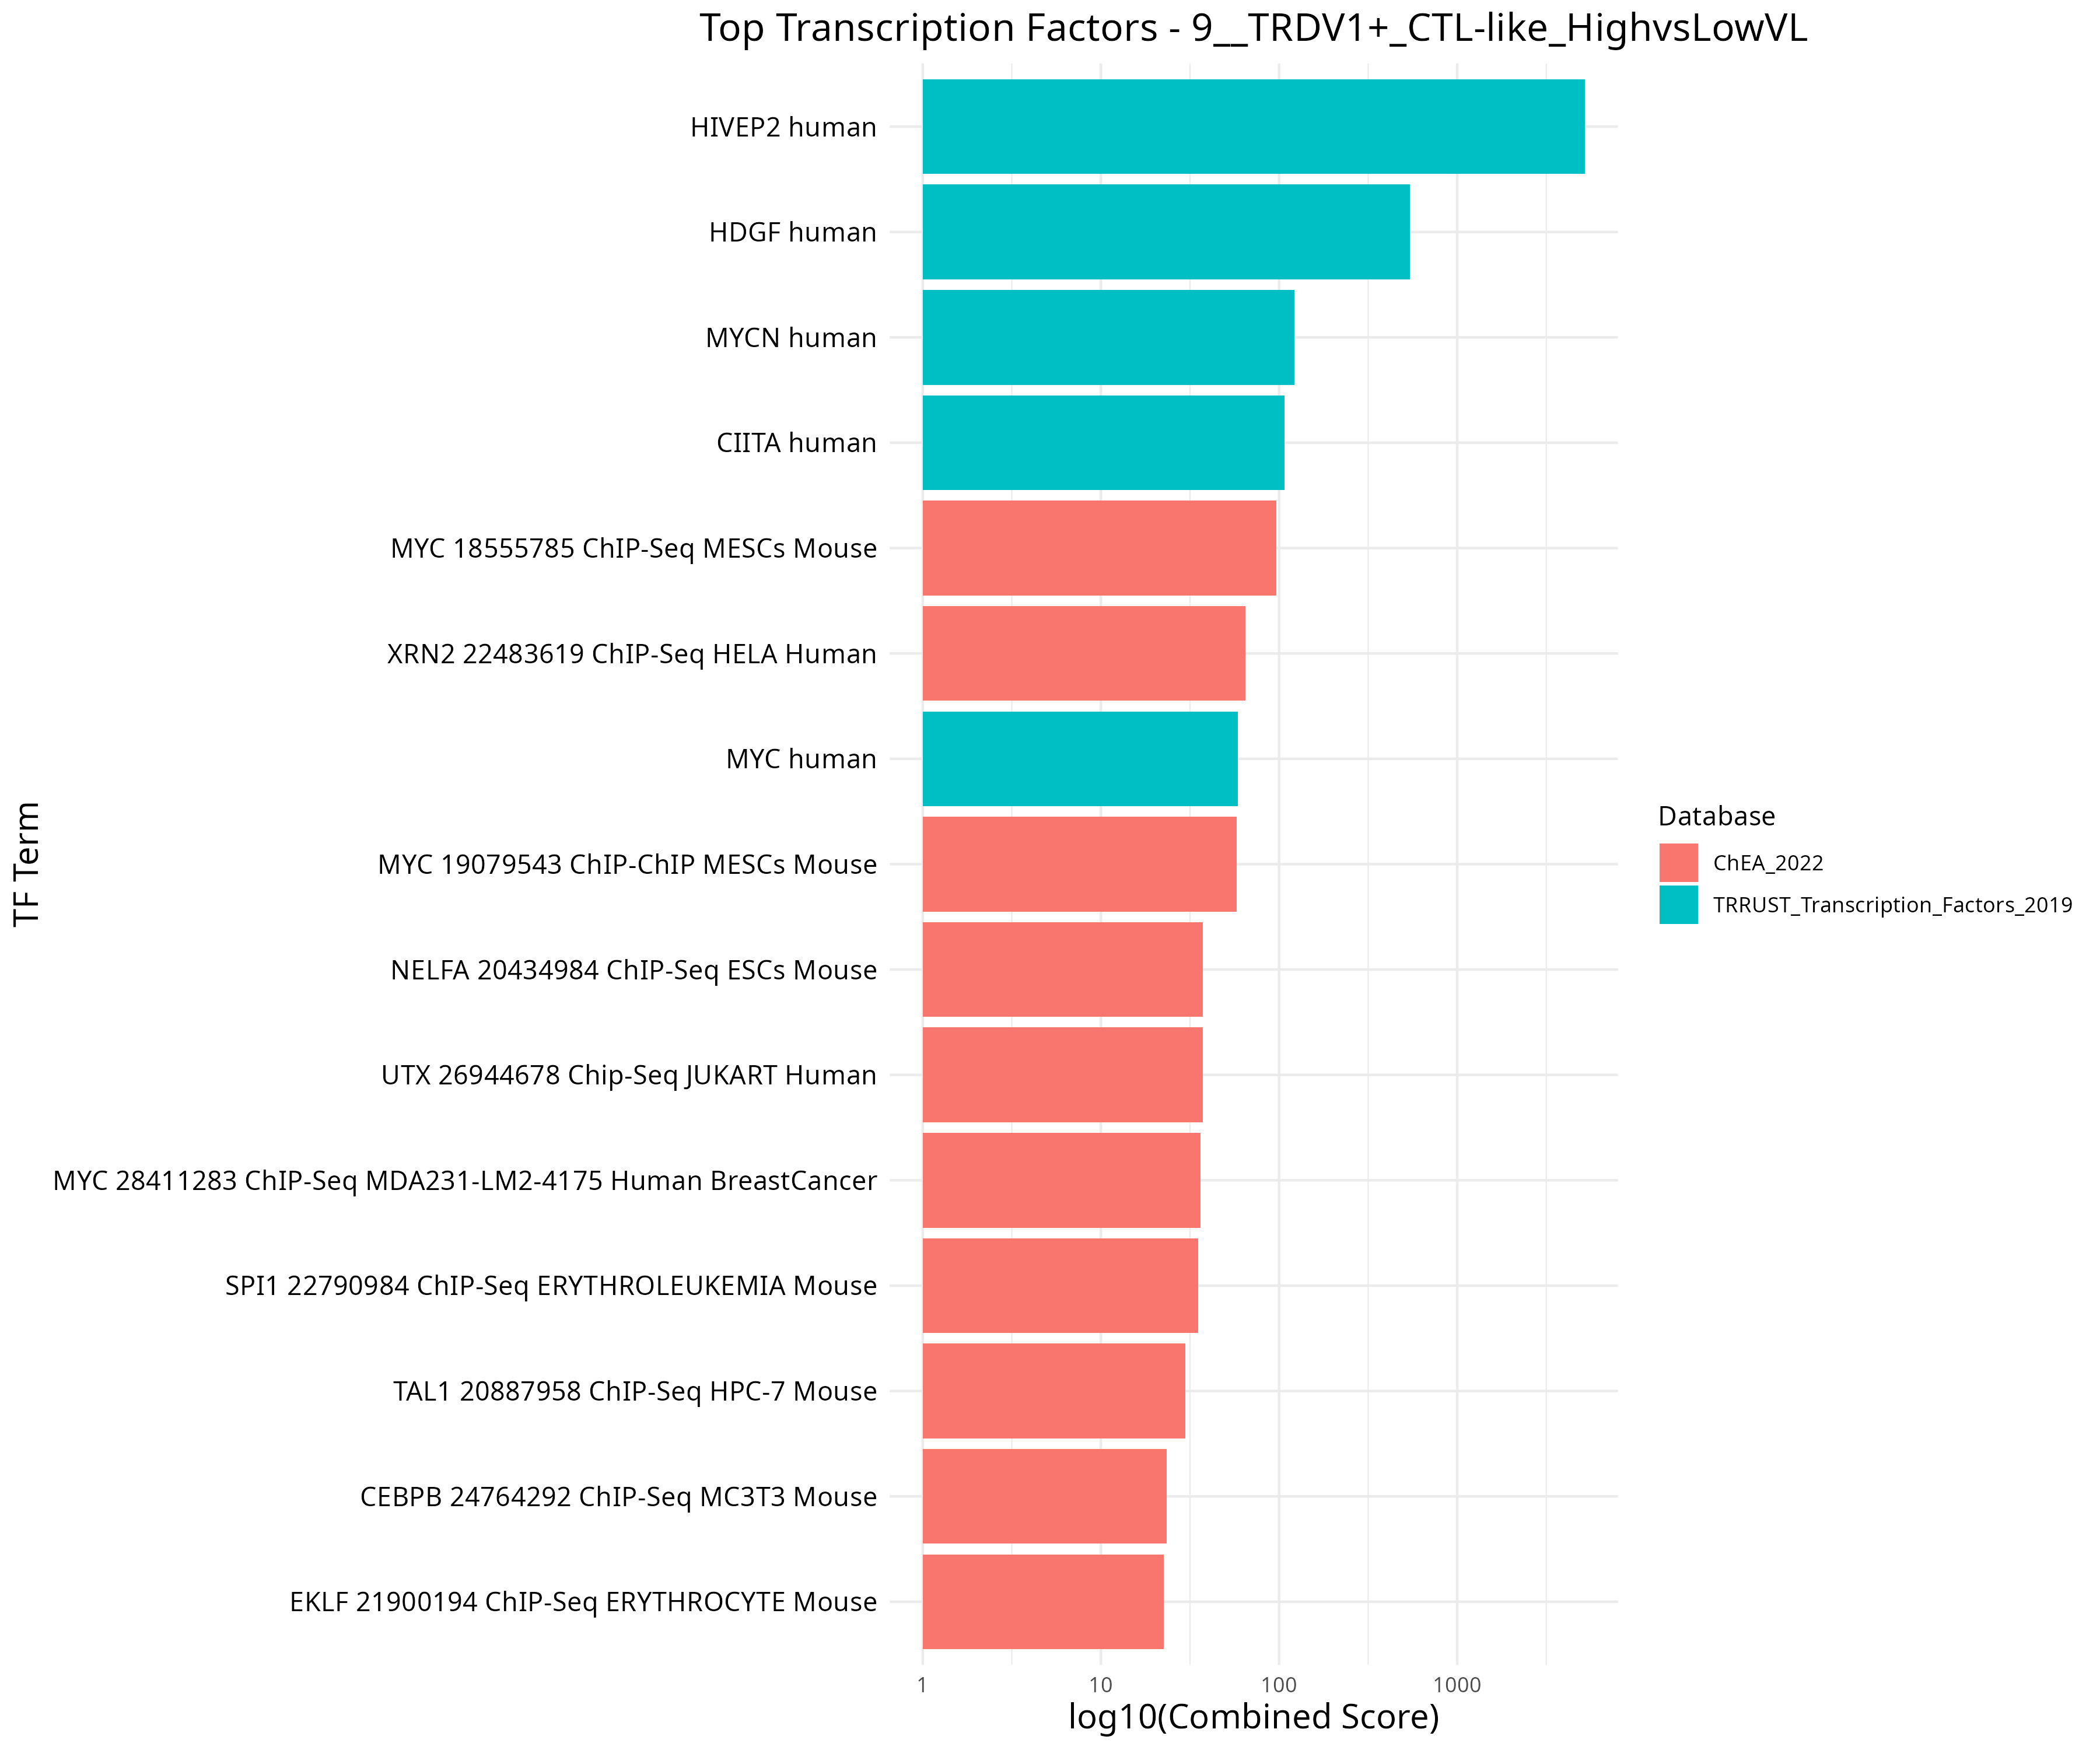 Top Transcription Factors - 9__TRDV1+_CTL-like_HighvsLowVL
TF Term
HIVEP2 human
HDGF human
MYCN human
CIITA human
MYC 18555785 ChIP-Seq MESCs Mouse
XRN2 22483619 ChIP-Seq HELA Human
MYC human
MYC 19079543 ChIP-ChIP MESCs Mouse
NELFA 20434984 ChIP-Seq ESCs Mouse
UTX 26944678 Chip-Seq JUKART Human
MYC 28411283 ChIP-Seq MDA231-LM2-4175 Human BreastCancer
SPI1 22790984 ChIP-Seq ERYTHROLEUKEMIA Mouse
TAL1 20887958 ChIP-Seq HPC-7 Mouse
CEBPB 24764292 ChIP-Seq MC3T3 Mouse
EKLF 21900194 ChIP-Seq ERYTHROCYTE Mouse
1 10 100 1000
log10(Combined Score)
Database
ChEA_2022
TRRUST_Transcription_Factors_2019